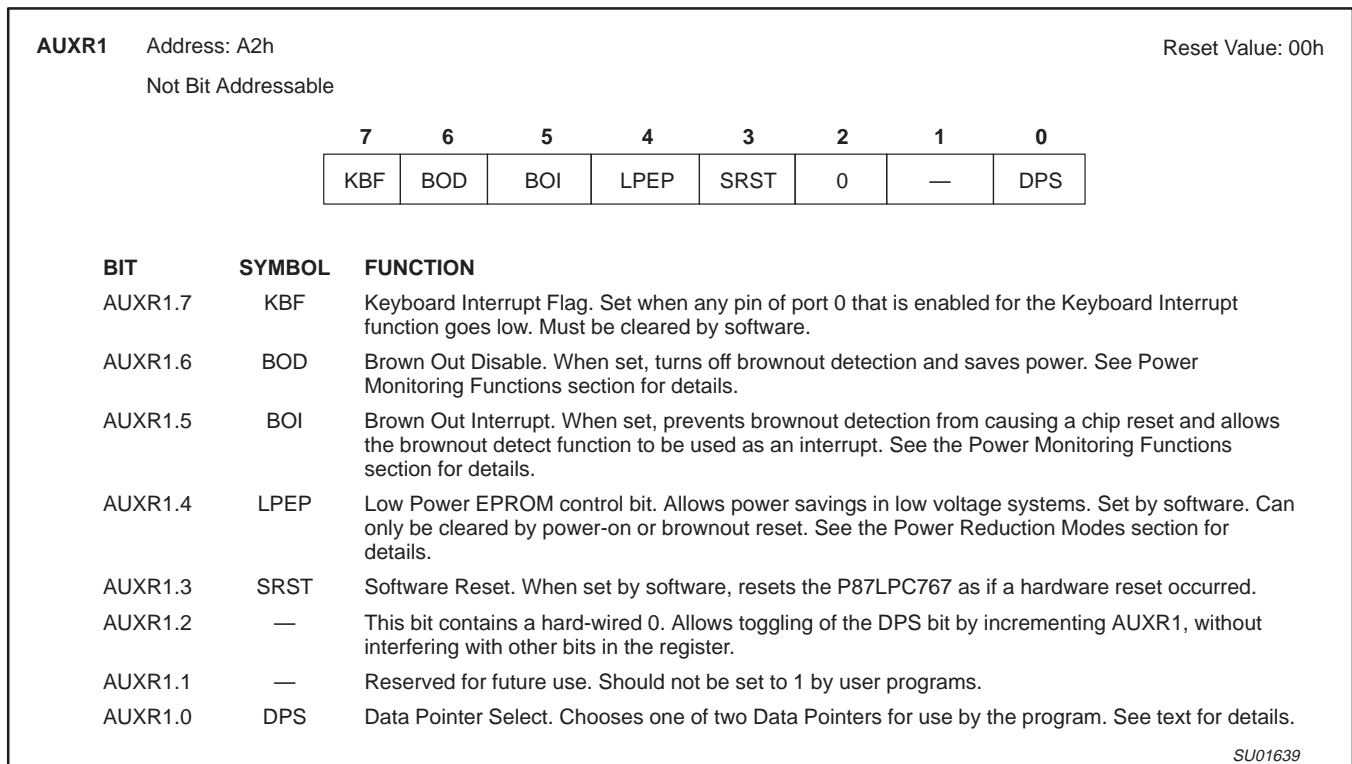 AUXR1 Address: A2h Reset Value: 00h
Not Bit Addressable
7 6 5 4 3 2 1 0
KBF BOD BOI LPEP SRST 0 — DPS
BIT SYMBOL FUNCTION
AUXR1.7 KBF Keyboard Interrupt Flag. Set when any pin of port 0 that is enabled for the Keyboard Interrupt
function goes low. Must be cleared by software.
AUXR1.6 BOD Brown Out Disable. When set, turns off brownout detection and saves power. See Power
Monitoring Functions section for details.
AUXR1.5 BOI Brown Out Interrupt. When set, prevents brownout detection from causing a chip reset and allows
the brownout detect function to be used as an interrupt. See the Power Monitoring Functions
section for details.
AUXR1.4 LPEP Low Power EPROM control bit. Allows power savings in low voltage systems. Set by software. Can
only be cleared by power-on or brownout reset. See the Power Reduction Modes section for
details.
AUXR1.3 SRST Software Reset. When set by software, resets the P87LPC767 as if a hardware reset occurred.
AUXR1.2 — This bit contains a hard-wired 0. Allows toggling of the DPS bit by incrementing AUXR1, without
interfering with other bits in the register.
AUXR1.1 — Reserved for future use. Should not be set to 1 by user programs.
AUXR1.0 DPS Data Pointer Select. Chooses one of two Data Pointers for use by the program. See text for details.
SU01639